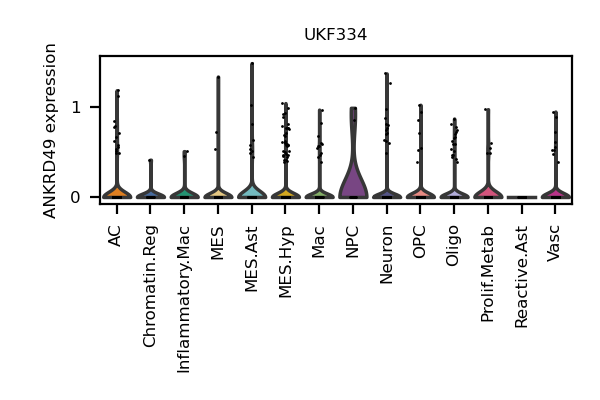 UKF334
ANKRD49 expression
1
0
AC
Chromatin.Reg
Inflammatory.Mac
MES
MES.Ast
MES.Hyp
Mac
NPC
Neuron
OPC
Oligo
Prolif.Metab
Reactive.Ast
Vasc